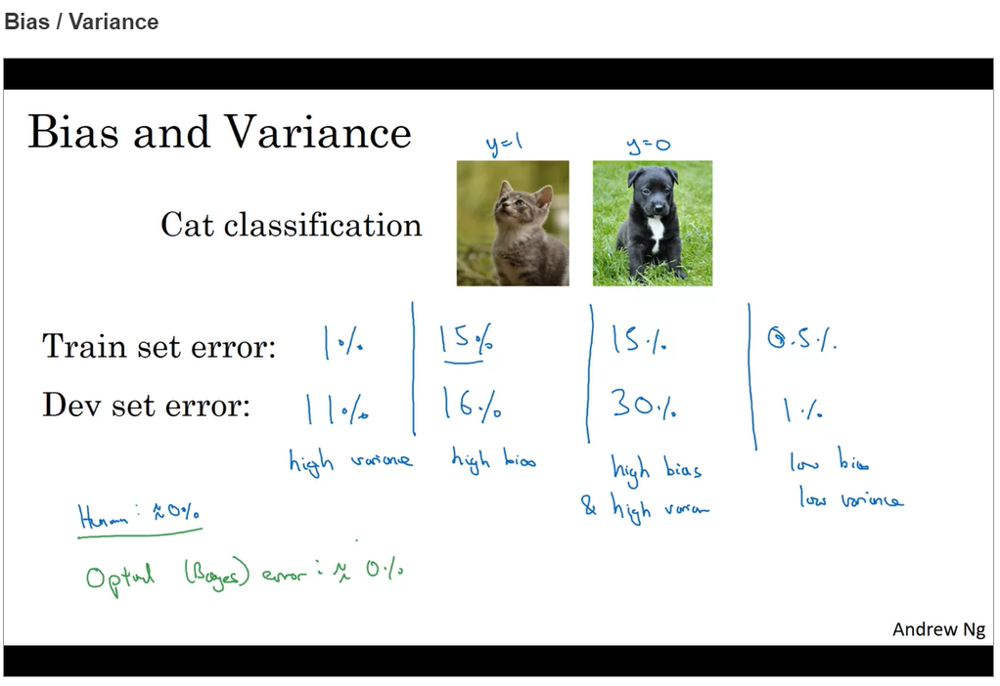 Bias / Variance
Bias and Variance
y=1 y=0
Cat classification
Train set error: 1% 15% 15% 0.5%
Dev set error: 11% 16% 30% 1%
high variance high bias high bias low bias
& high varian low variance
Human: ≈0%
Optimal (Bayes) error: ≈ 0%
Andrew Ng